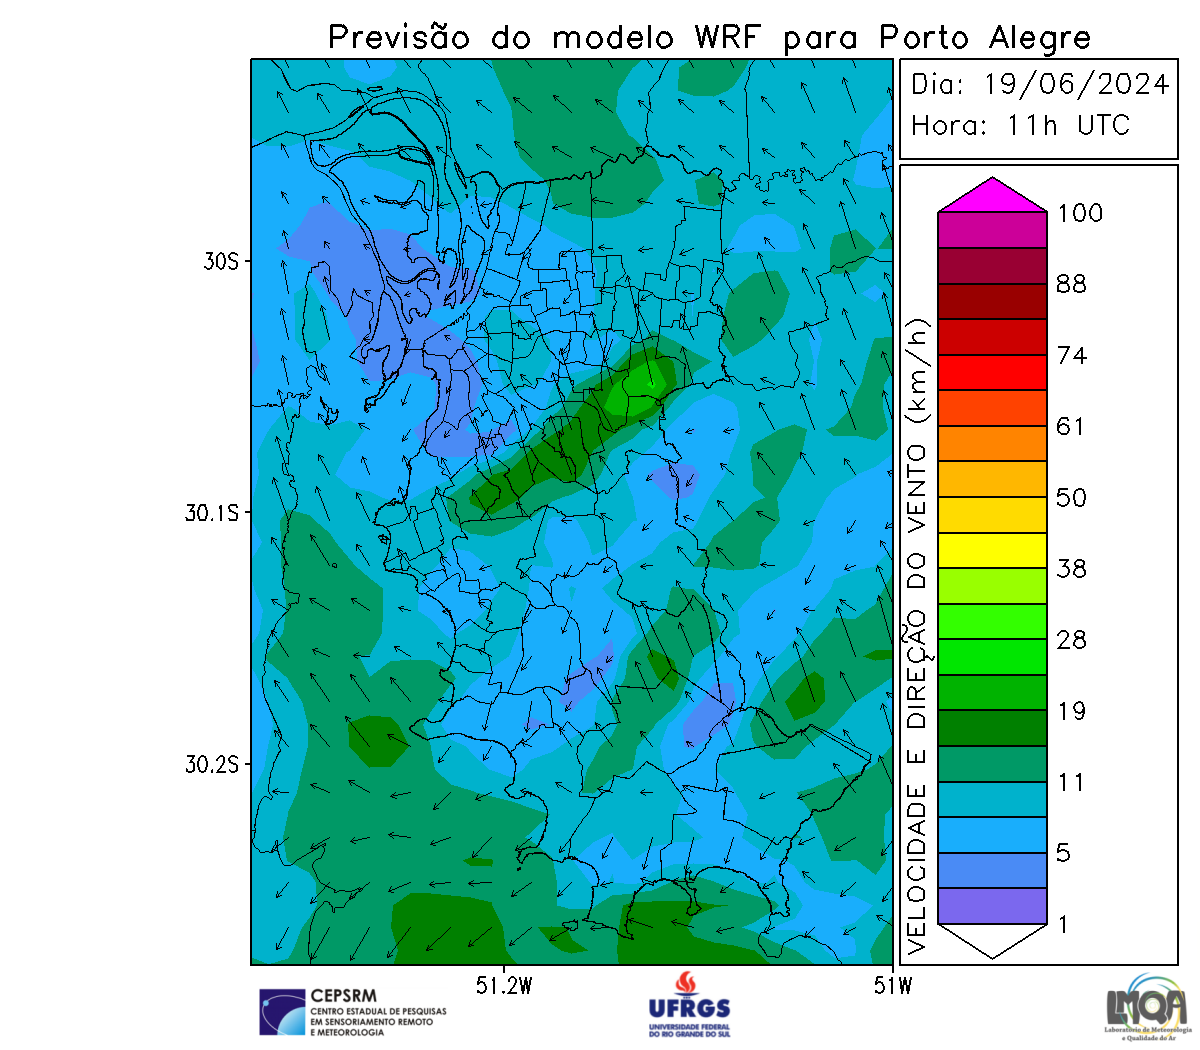 Previsão do modelo WRF para Porto Alegre
Dia: 19/06/2024
Hora: 11h UTC
30S
30.1S
30.2S
51.2W
51W
VELOCIDADE E DIREÇÃO DO VENTO (km/h)
100
88
74
61
50
38
28
19
11
5
1
CEPSRM
CENTRO ESTADUAL DE PESQUISAS
EM SENSORIAMENTO REMOTO
E METEOROLOGIA
UFRGS
UNIVERSIDADE FEDERAL
DO RIO GRANDE DO SUL
LMQA
Laboratório de Meteorologia
e Qualidade do Ar